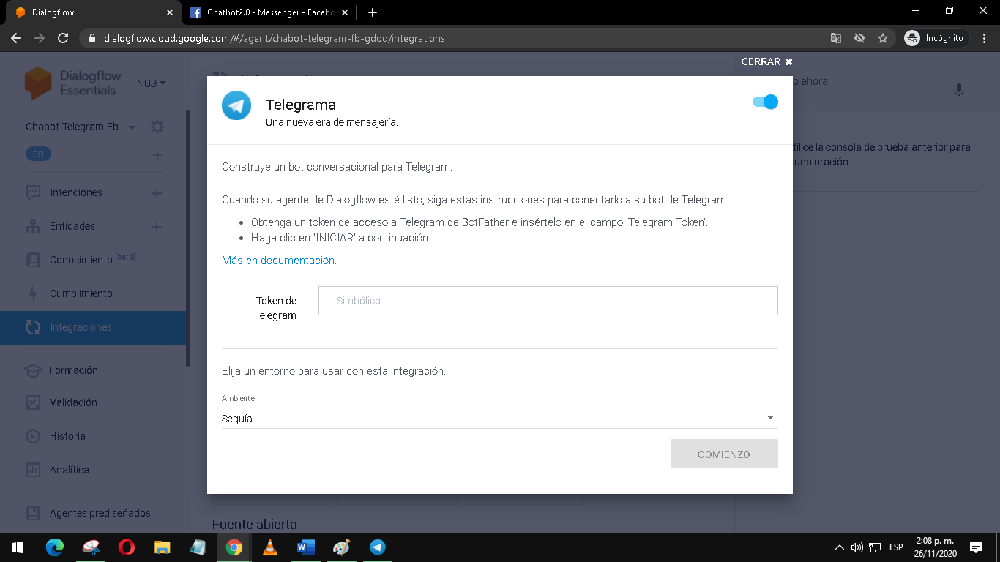 Dialogflow
Chatbot2.0 - Messenger - Facebo
dialogflow.cloud.google.com/#/agent/chabot-telegram-fb-gdod/integrations
Incógnito
CERRAR ✖
Dialogflow
Essentials
NOS
o ahora
Chabot-Telegram-Fb
en
Intenciones
Entidades
Conocimiento [beta]
Cumplimiento
Integraciones
Formación
Validación
Historia
Analítica
Agentes prediseñados
Telegrama
Una nueva era de mensajería.
Construye un bot conversacional para Telegram.
Cuando su agente de Dialogflow esté listo, siga estas instrucciones para conectarlo a su bot de Telegram:
• Obtenga un token de acceso a Telegram de BotFather e insértelo en el campo 'Telegram Token'.
• Haga clic en 'INICIAR' a continuación.
Más en documentación.
Token de
Telegram
Simbólico
Elija un entorno para usar con esta integración.
Ambiente
Sequía
COMIENZO
tilice la consola de prueba anterior para
una oración.
Fuente abierta
ESP
2:08 p. m.
26/11/2020